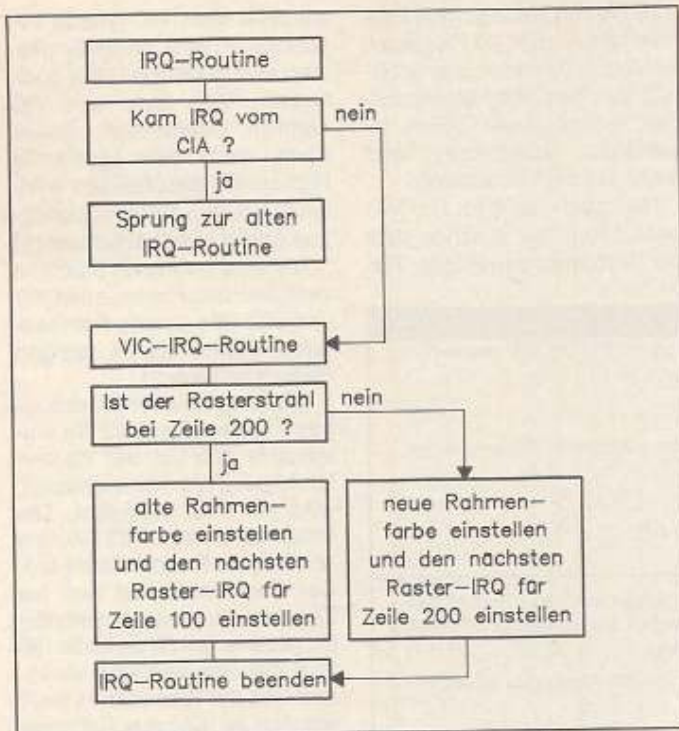 IRQ-Routine
Kam IRQ vom
CIA ?
nein
ja
Sprung zur alten
IRQ-Routine
VIC-IRQ-Routine
Ist der Rasterstrahl
bei Zeile 200 ?
nein
ja
alte Rahmen-
farbe einstellen
und den nächsten
Raster-IRQ für
Zeile 100 einstellen
neue Rahmen-
farbe einstellen
und den nächsten
Raster-IRQ für
Zeile 200 einstellen
IRQ-Routine beenden